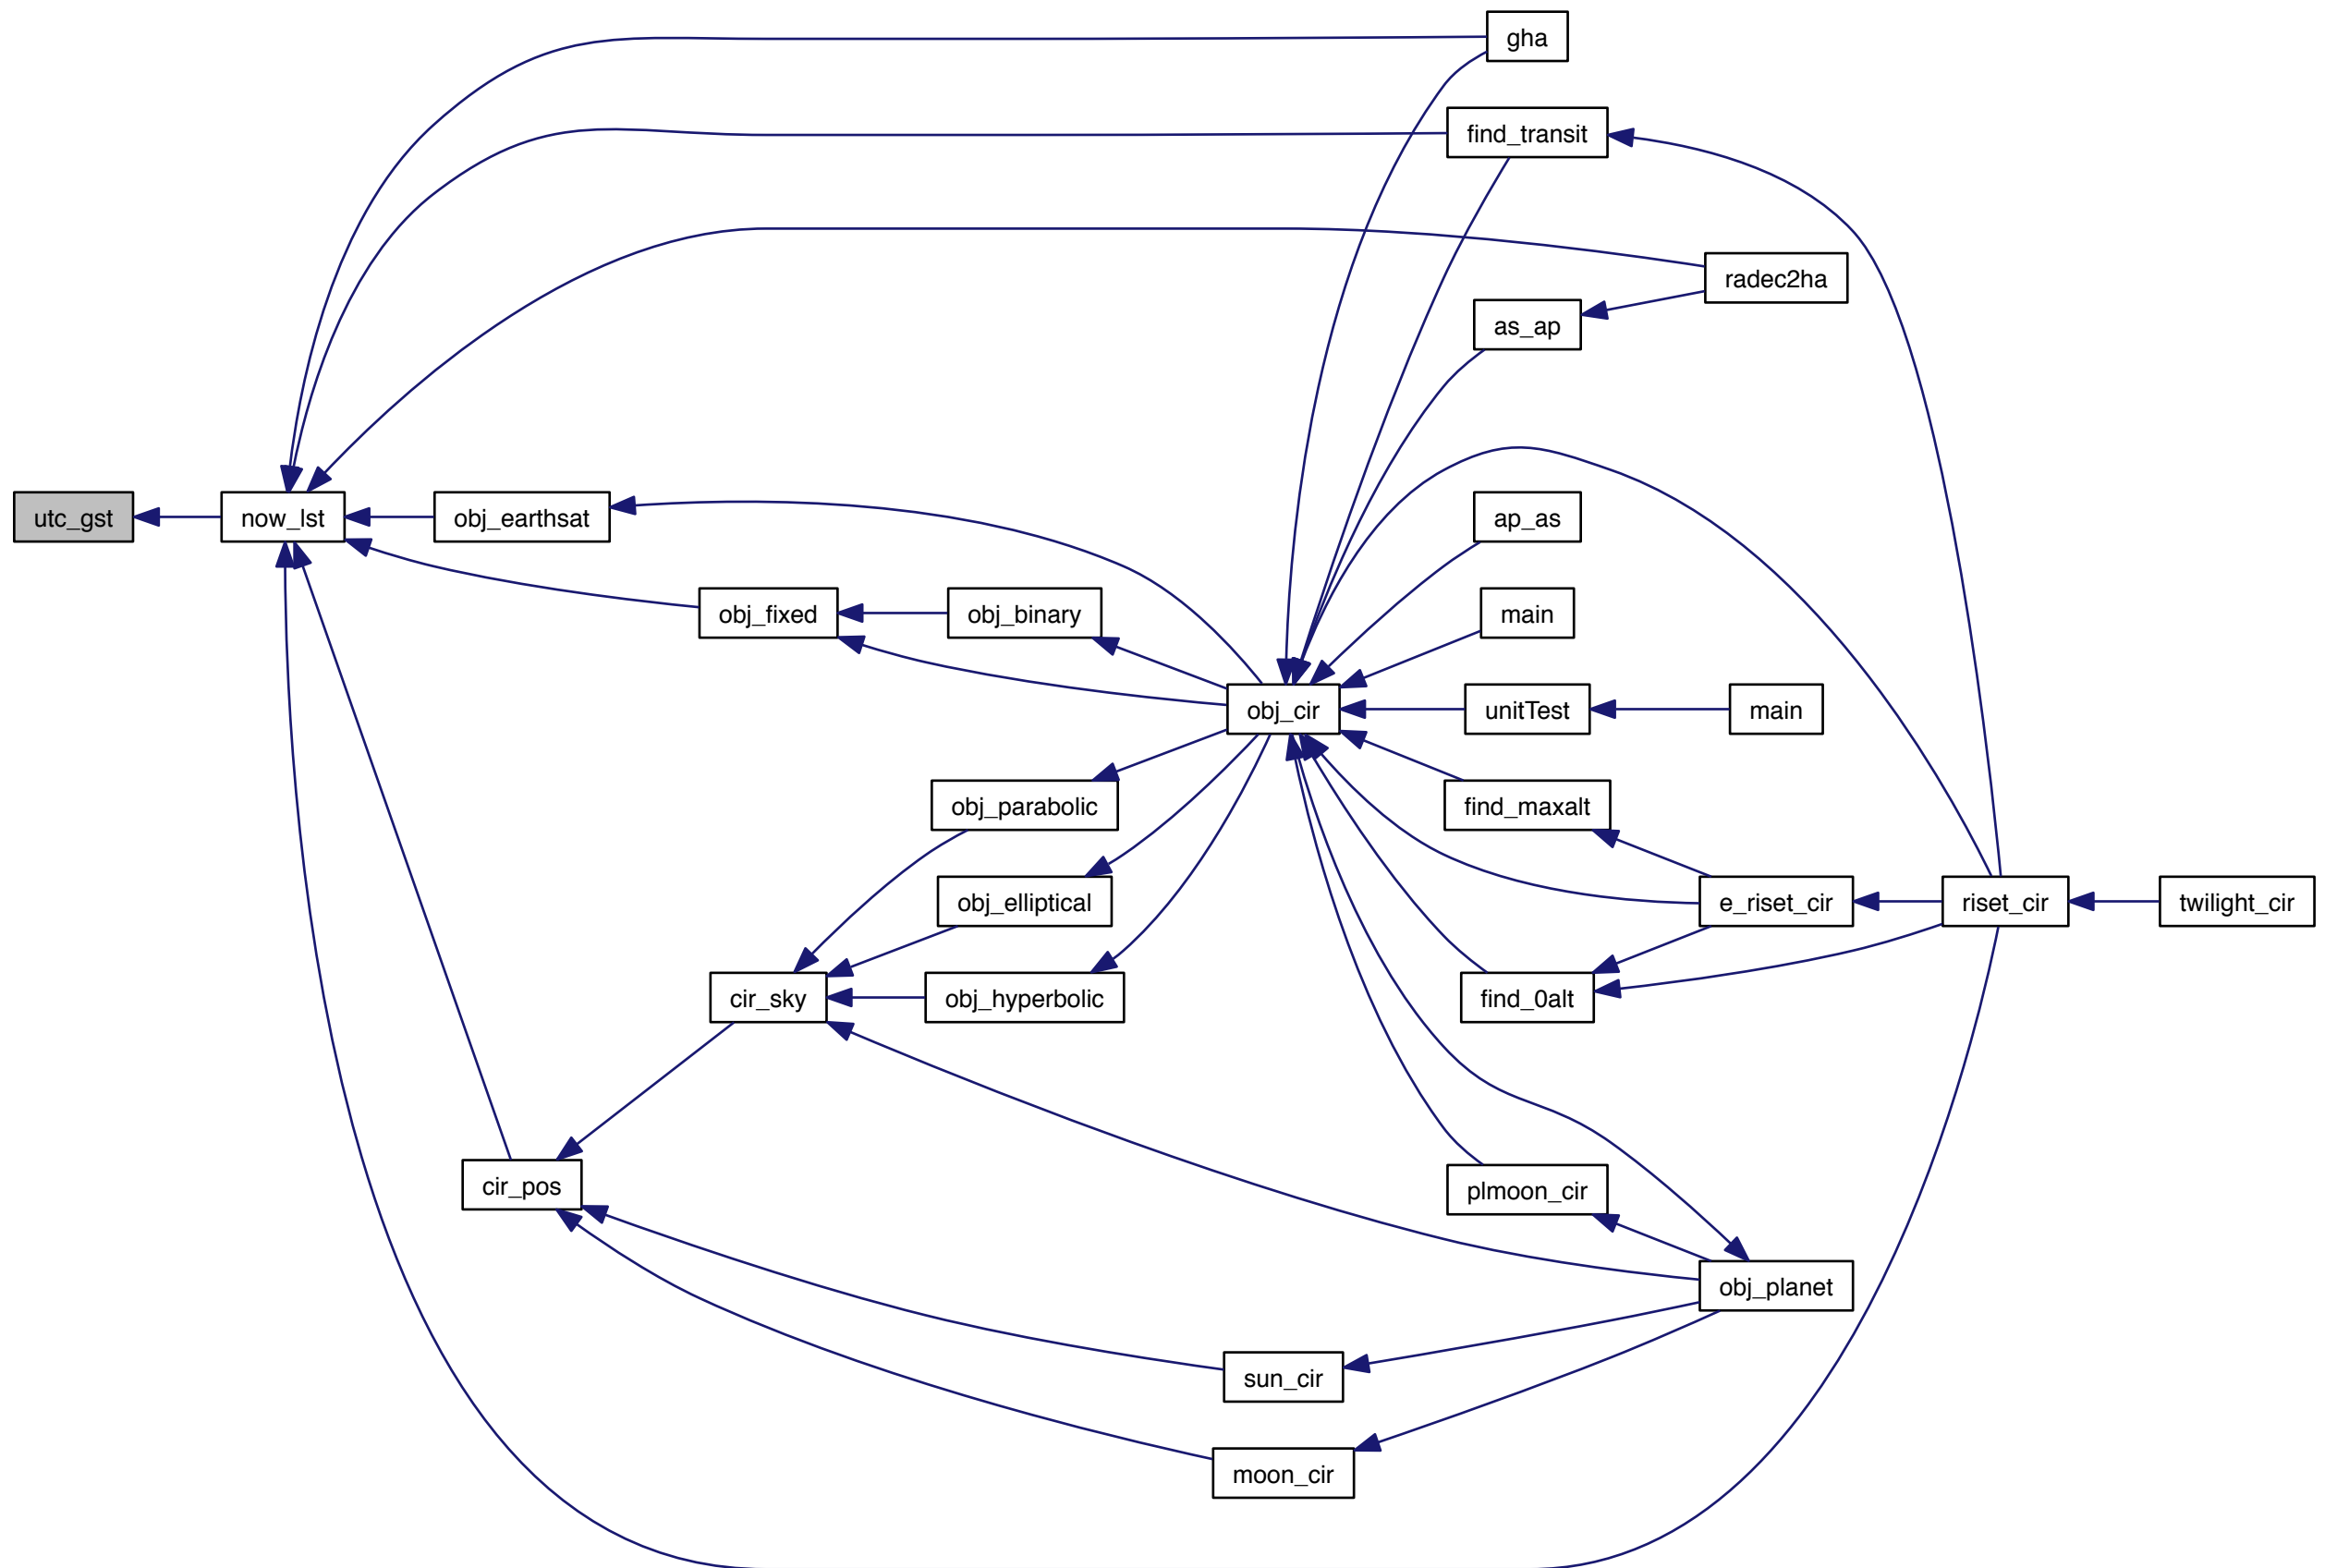 gha
find_transit
radec2ha
as_ap
utc_gst
now_lst
obj_earthsat
ap_as
obj_fixed
obj_binary
main
obj_cir
unitTest
main
obj_parabolic
find_maxalt
obj_elliptical
e_riset_cir
riset_cir
twilight_cir
cir_sky
obj_hyperbolic
find_0alt
cir_pos
plmoon_cir
obj_planet
sun_cir
moon_cir